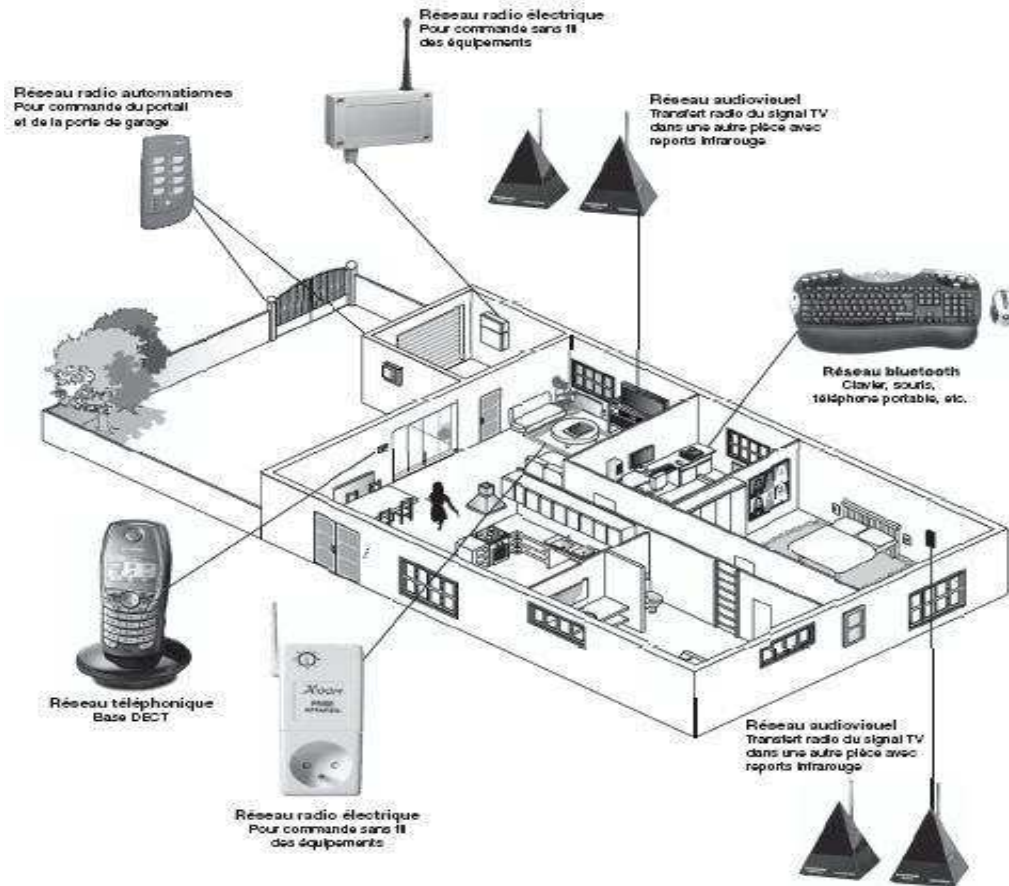 Réseau radio électrique
Pour commande sans fil
des équipements
Réseau radio automatismes
Pour commande du portail
et de la porte de garage
Réseau audiovisuel
Transfert radio du signal TV
dans une autre pièce avec
reports infrarouge
Réseau bluetooth
Clavier, souris,
téléphone portable, etc.
Réseau téléphonique
Base DECT
Réseau radio électrique
Pour commande sans fil
des équipements
Réseau audiovisuel
Transfert radio du signal TV
dans une autre pièce avec
reports infrarouge